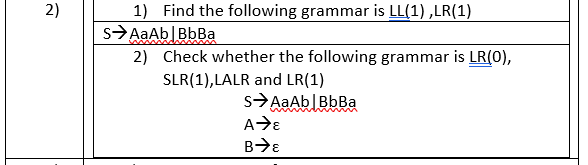 2) 1) Find the following grammar is LL(1) ,LR(1)
S→AaAb|BbBa
2) Check whether the following grammar is LR(0),
SLR(1),LALR and LR(1)
S→AaAb|BbBa
A→ε
B→ε